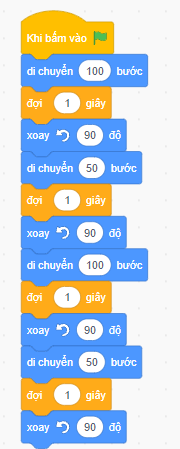 Khi bấm vào
di chuyển 100 bước
đợi 1 giây
xoay 90 độ
di chuyển 50 bước
đợi 1 giây
xoay 90 độ
di chuyển 100 bước
đợi 1 giây
xoay 90 độ
di chuyển 50 bước
đợi 1 giây
xoay 90 độ